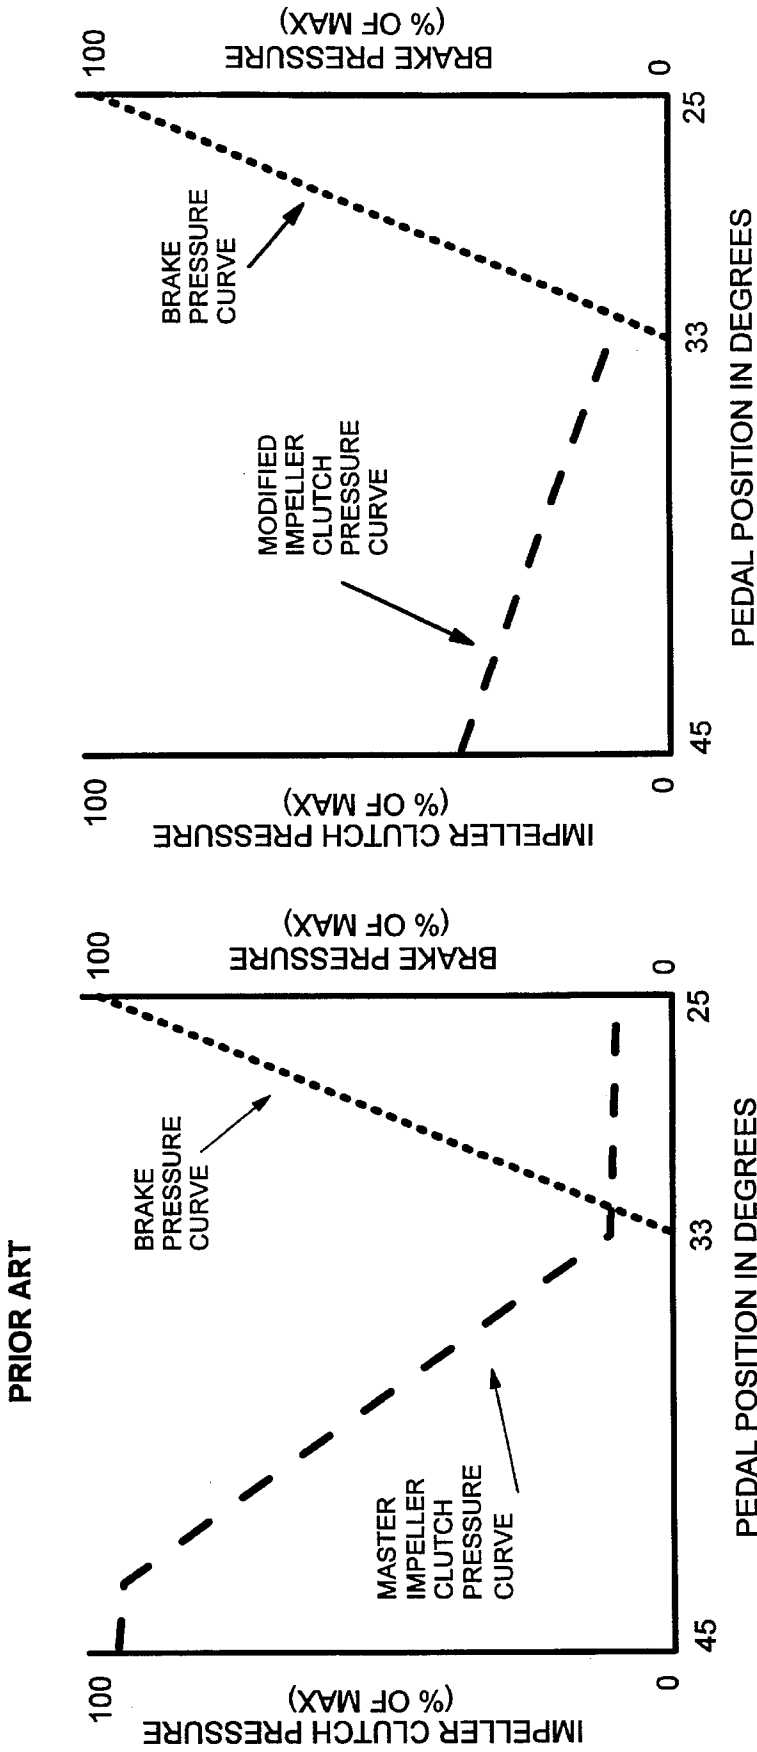 PRIOR ART
IMPELLER CLUTCH PRESSURE
(% OF MAX)
100
0
MASTER
IMPELLER
CLUTCH
PRESSURE
CURVE
BRAKE
PRESSURE
CURVE
100
0
BRAKE PRESSURE
(% OF MAX)
45
33
25
PEDAL POSITION IN DEGREES
IMPELLER CLUTCH PRESSURE
(% OF MAX)
100
0
MODIFIED
IMPELLER
CLUTCH
PRESSURE
CURVE
BRAKE
PRESSURE
CURVE
100
0
BRAKE PRESSURE
(% OF MAX)
45
33
25
PEDAL POSITION IN DEGREES